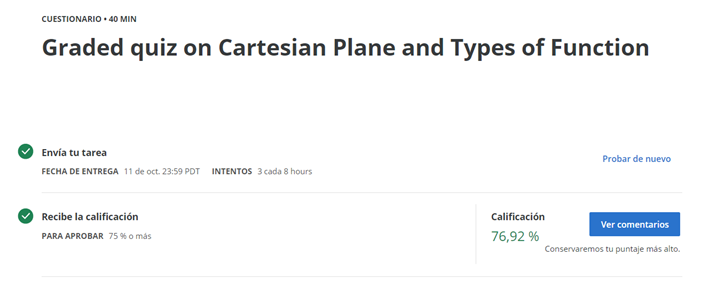 CUESTIONARIO • 40 MIN
Graded quiz on Cartesian Plane and Types of Function
Envía tu tarea
FECHA DE ENTREGA 11 de oct. 23:59 PDT INTENTOS 3 cada 8 hours
Probar de nuevo
Recibe la calificación
PARA APROBAR 75 % o más
Calificación
76,92 %
Ver comentarios
Conservaremos tu puntaje más alto.